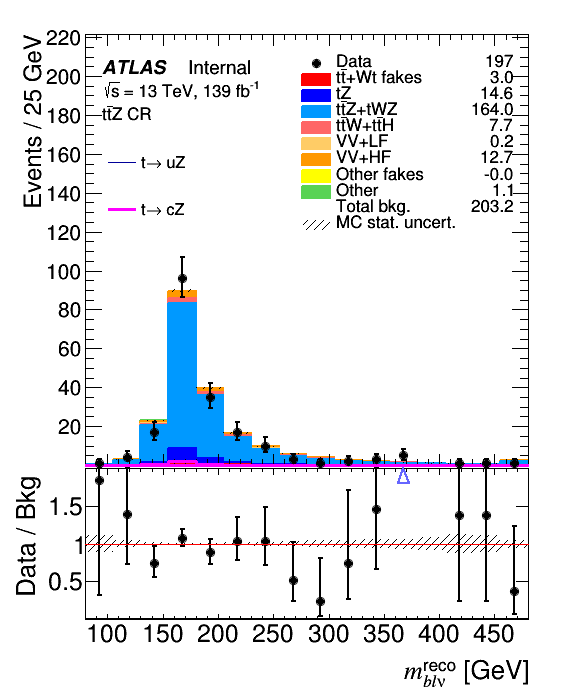 Events / 25 GeV
220
200
180
160
140
120
100
80
60
40
20
ATLAS Internal
√s = 13 TeV, 139 fb⁻¹
tt̄Z CR
t→ uZ
t→ cZ
Data 197
tt̄+Wt fakes 3.0
tZ 14.6
tt̄Z+tWZ 164.0
tt̄W+tt̄H 7.7
VV+LF 0.2
VV+HF 12.7
Other fakes -0.0
Other 1.1
Total bkg. 203.2
MC stat. uncert.
Data / Bkg
1.5
1
0.5
100 150 200 250 300 350 400 450
m_{blν}^{reco} [GeV]